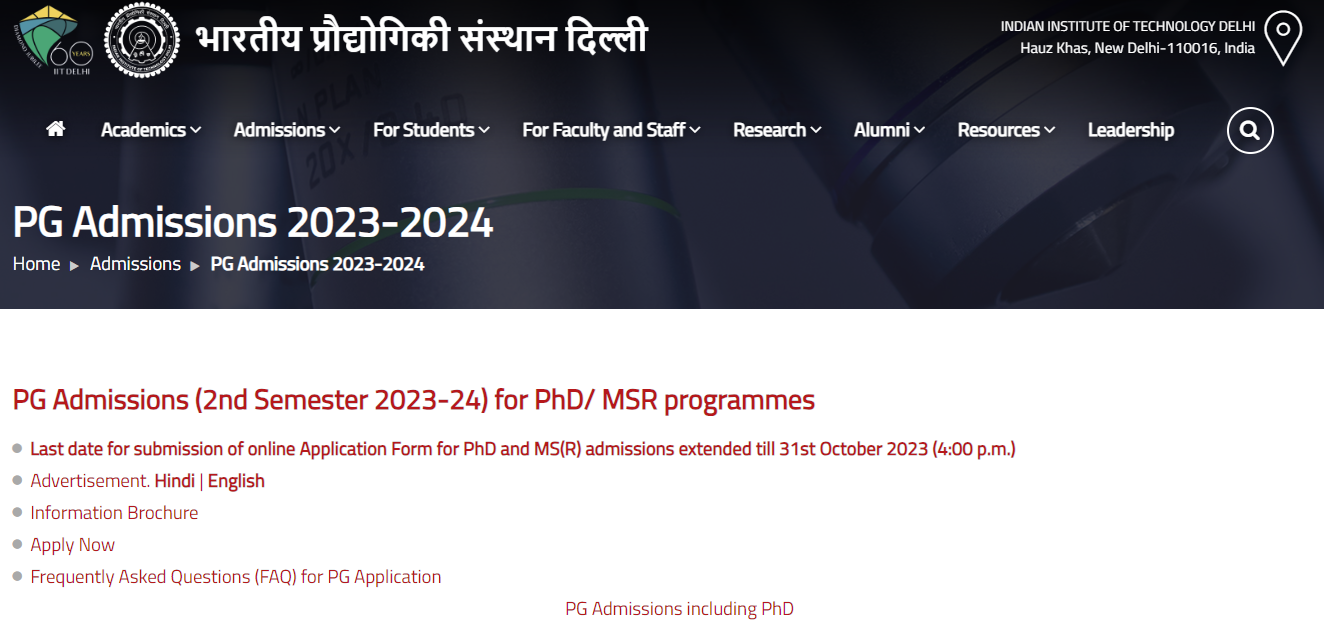 60 YEARS
IIT DELHI
भारतीय प्रौद्योगिकी संस्थान दिल्ली
INDIAN INSTITUTE OF TECHNOLOGY DELHI
Hauz Khas, New Delhi-110016, India
Academics Admissions For Students For Faculty and Staff Research Alumni Resources Leadership
PG Admissions 2023-2024
Home ▸ Admissions ▸ PG Admissions 2023-2024
PG Admissions (2nd Semester 2023-24) for PhD/ MSR programmes
Last date for submission of online Application Form for PhD and MS(R) admissions extended till 31st October 2023 (4:00 p.m.)
Advertisement. Hindi | English
Information Brochure
Apply Now
Frequently Asked Questions (FAQ) for PG Application
PG Admissions including PhD